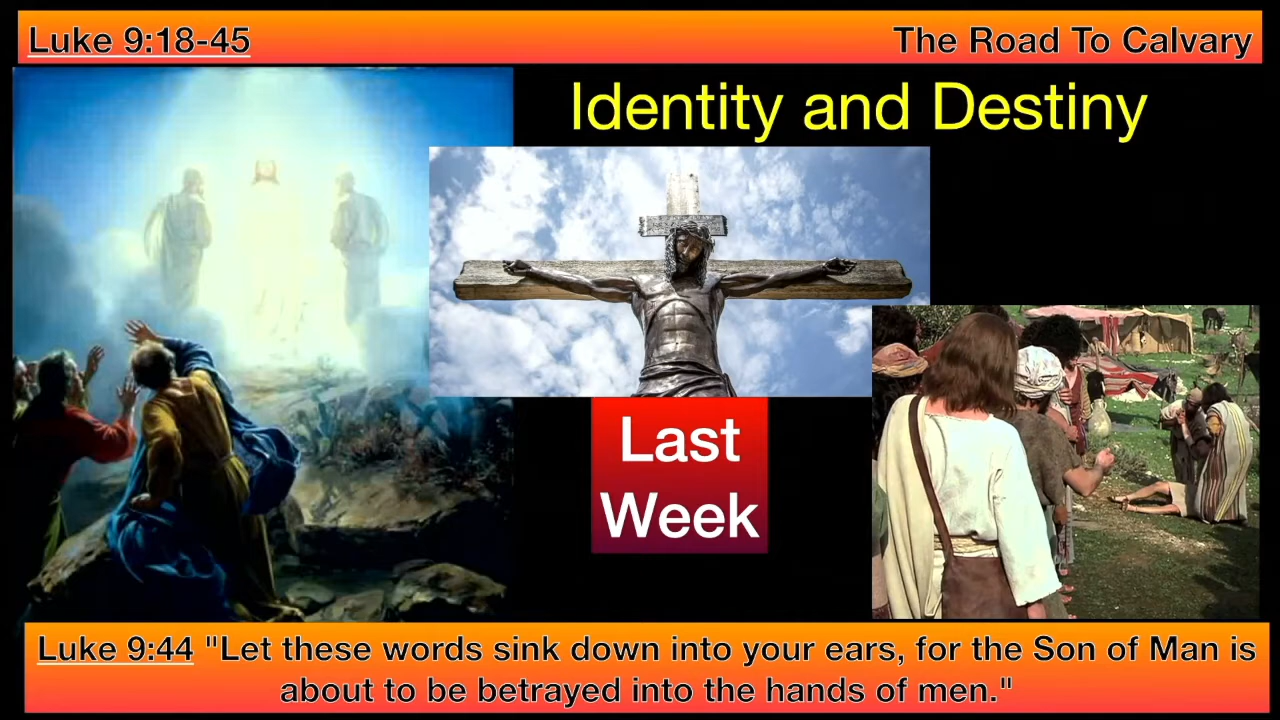 Luke 9:18-45
The Road To Calvary
Identity and Destiny
Last
Week
Luke 9:44 "Let these words sink down into your ears, for the Son of Man is
about to be betrayed into the hands of men."